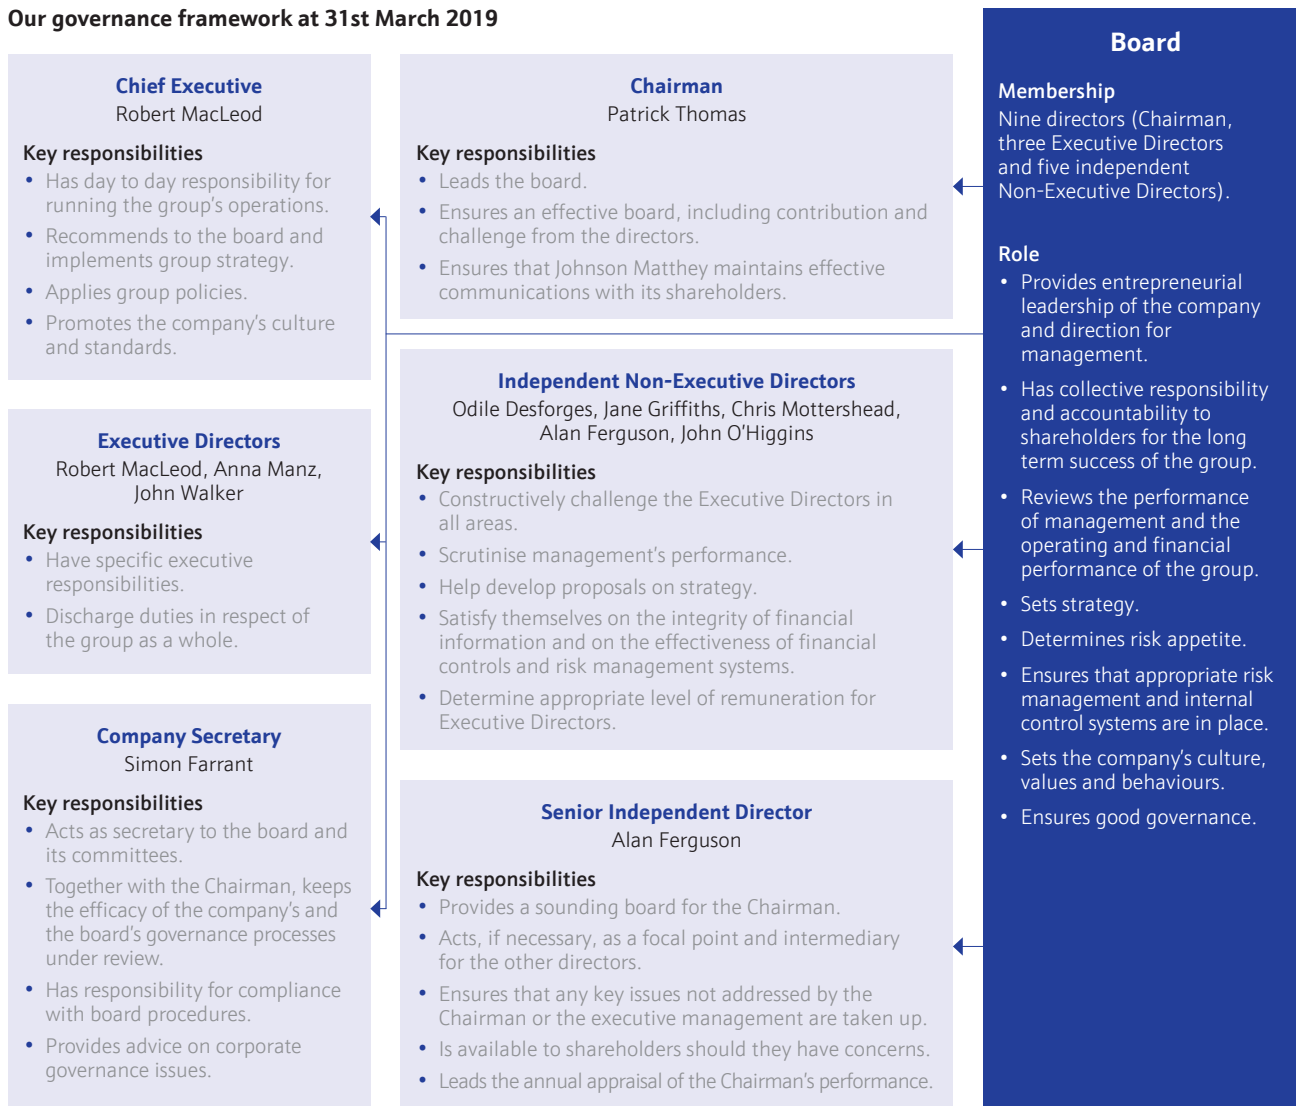 Our governance framework at 31st March 2019
Chief Executive
Robert MacLeod
Key responsibilities
• Has day to day responsibility for
running the group's operations.
• Recommends to the board and
implements group strategy.
• Applies group policies.
• Promotes the company's culture
and standards.
Executive Directors
Robert MacLeod, Anna Manz,
John Walker
Key responsibilities
• Have specific executive
responsibilities.
• Discharge duties in respect of
the group as a whole.
Company Secretary
Simon Farrant
Key responsibilities
• Acts as secretary to the board and
its committees.
• Together with the Chairman, keeps
the efficacy of the company's and
the board's governance processes
under review.
• Has responsibility for compliance
with board procedures.
• Provides advice on corporate
governance issues.
Chairman
Patrick Thomas
Key responsibilities
• Leads the board.
• Ensures an effective board, including contribution and
challenge from the directors.
• Ensures that Johnson Matthey maintains effective
communications with its shareholders.
Independent Non-Executive Directors
Odile Desforges, Jane Griffiths, Chris Mottershead,
Alan Ferguson, John O'Higgins
Key responsibilities
• Constructively challenge the Executive Directors in
all areas.
• Scrutinise management's performance.
• Help develop proposals on strategy.
• Satisfy themselves on the integrity of financial
information and on the effectiveness of financial
controls and risk management systems.
• Determine appropriate level of remuneration for
Executive Directors.
Senior Independent Director
Alan Ferguson
Key responsibilities
• Provides a sounding board for the Chairman.
• Acts, if necessary, as a focal point and intermediary
for the other directors.
• Ensures that any key issues not addressed by the
Chairman or the executive management are taken up.
• Is available to shareholders should they have concerns.
• Leads the annual appraisal of the Chairman's performance.
Board
Membership
Nine directors (Chairman,
three Executive Directors
and five independent
Non-Executive Directors).
Role
• Provides entrepreneurial
leadership of the company
and direction for
management.
• Has collective responsibility
and accountability to
shareholders for the long
term success of the group.
• Reviews the performance
of management and the
operating and financial
performance of the group.
• Sets strategy.
• Determines risk appetite.
• Ensures that appropriate risk
management and internal
control systems are in place.
• Sets the company's culture,
values and behaviours.
• Ensures good governance.